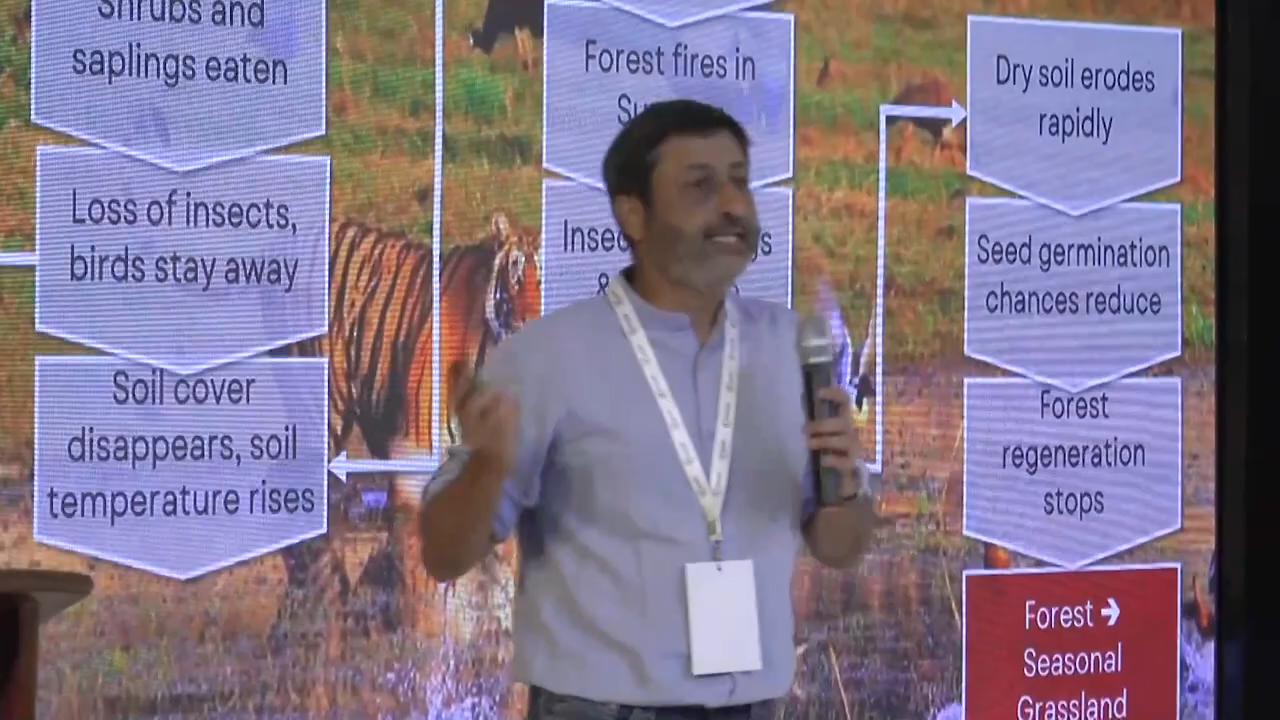 Shrubs and
saplings eaten
Loss of insects,
birds stay away
Soil cover
disappears, soil
temperature rises
Forest fires in
&
Dry soil erodes
rapidly
Seed germination
chances reduce
Forest
regeneration
stops
Forest →
Seasonal
Grassland